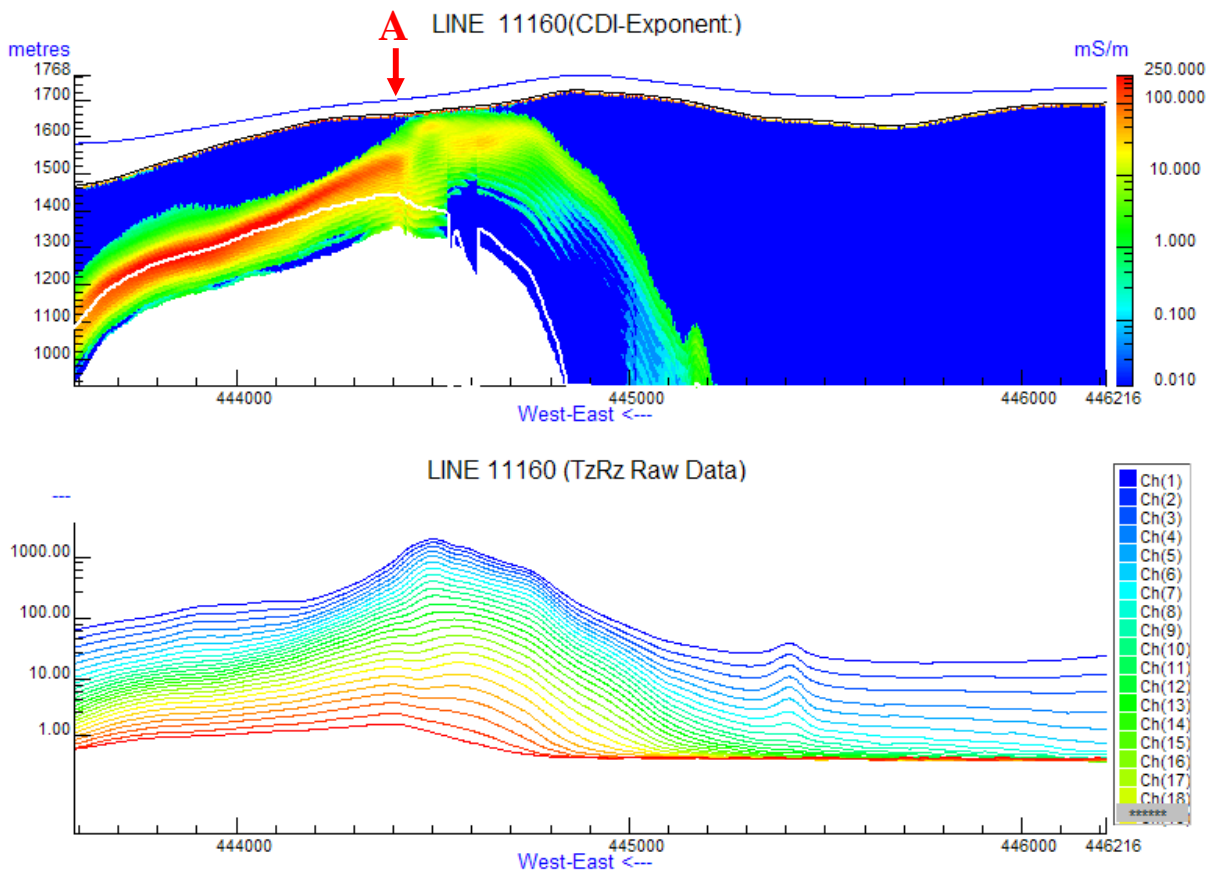 A
LINE 11160(CDI-Exponent:)
metres
mS/m
1768
1700
1600
1500
1400
1300
1200
1100
1000
250.000
100.000
10.000
1.000
0.100
0.010
444000
445000
446000
446216
West-East <---
LINE 11160 (TzRz Raw Data)
---
1000.00
100.00
10.00
1.00
444000
445000
446000
446216
West-East <---
Ch(1)
Ch(2)
Ch(3)
Ch(4)
Ch(5)
Ch(6)
Ch(7)
Ch(8)
Ch(9)
Ch(10)
Ch(11)
Ch(12)
Ch(13)
Ch(14)
Ch(15)
Ch(16)
Ch(17)
Ch(18)
******